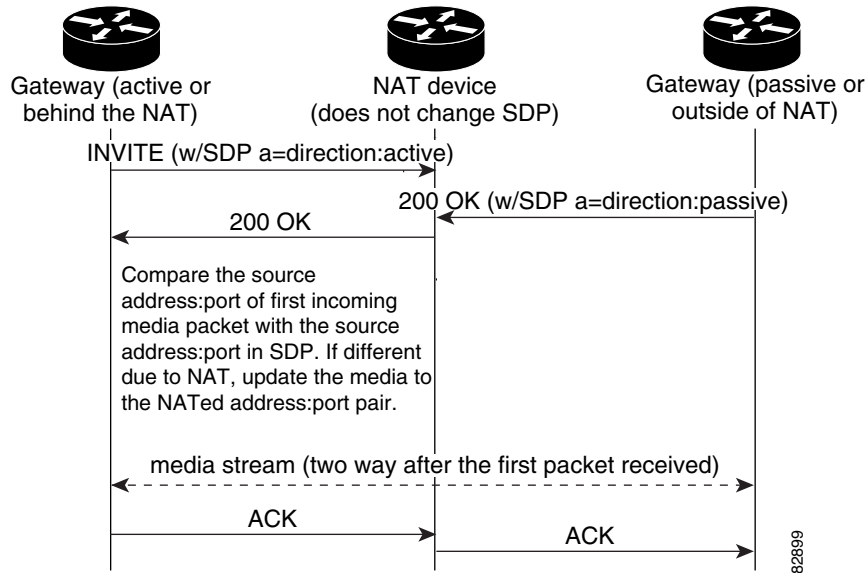 Gateway (active or
behind the NAT)
NAT device
(does not change SDP)
Gateway (passive or
outside of NAT)
INVITE (w/SDP a=direction:active)
200 OK (w/SDP a=direction:passive)
200 OK
Compare the source
address:port of first incoming
media packet with the source
address:port in SDP. If different
due to NAT, update the media to
the NATed address:port pair.
media stream (two way after the first packet received)
ACK
ACK
82899